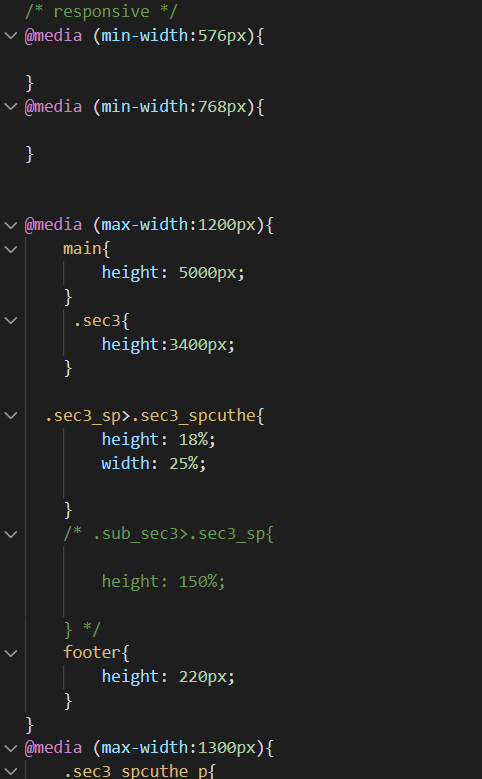 /* responsive */
@media (min-width:576px){
}
@media (min-width:768px){
}
@media (max-width:1200px){
main{
height: 5000px;
}
.sec3{
height:3400px;
}
.sec3_sp>.sec3_spcuthe{
height: 18%;
width: 25%;
}
/* .sub_sec3>.sec3_sp{
height: 150%;
} */
footer{
height: 220px;
}
}
@media (max-width:1300px){
.sec3_spcuthe p{